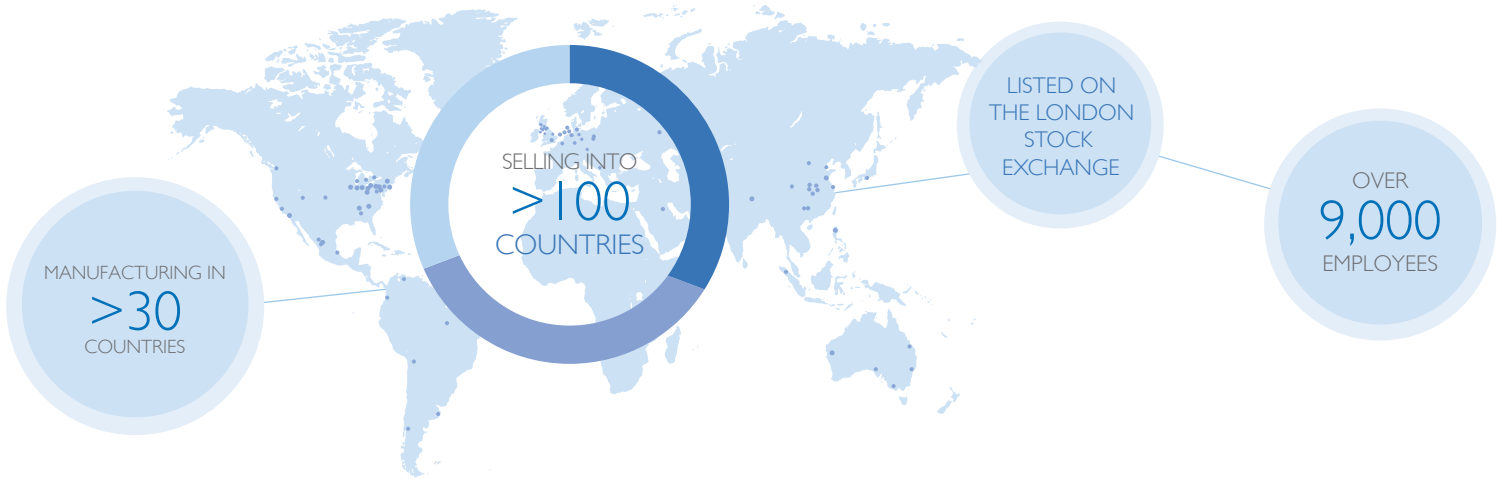 MANUFACTURING IN
>30
COUNTRIES
SELLING INTO
>100
COUNTRIES
LISTED ON
THE LONDON
STOCK
EXCHANGE
OVER
9,000
EMPLOYEES